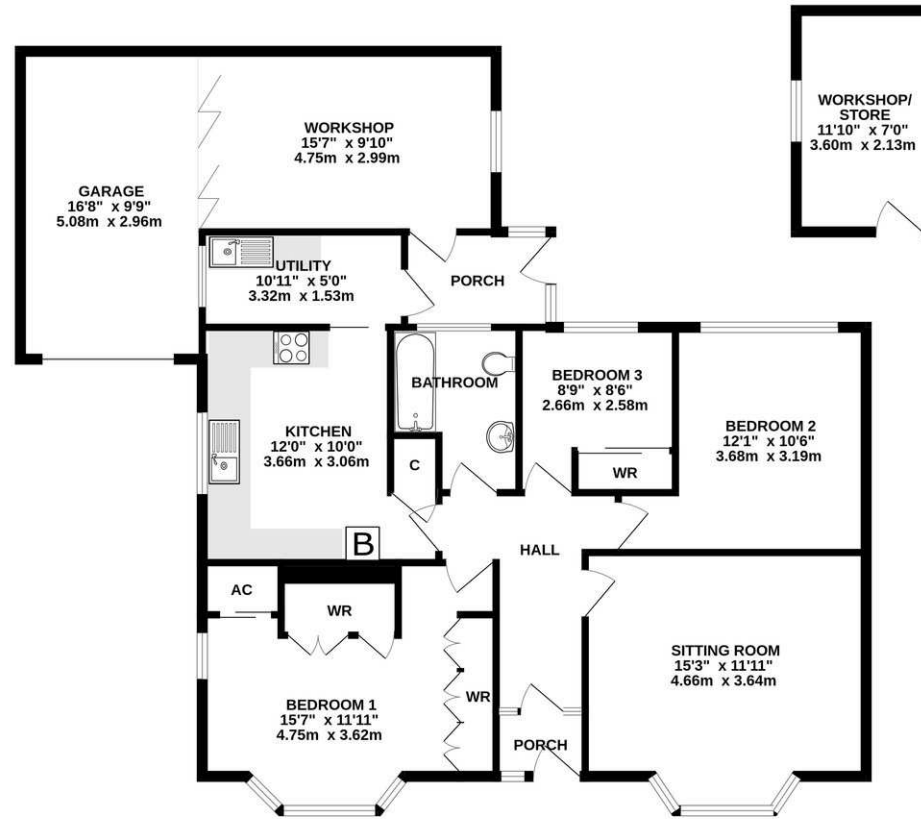 WORKSHOP/
STORE
11'10" x 7'0"
3.60m x 2.13m
WORKSHOP
15'7" x 9'10"
4.75m x 2.99m
GARAGE
16'8" x 9'9"
5.08m x 2.96m
UTILITY
10'11" x 5'0"
3.32m x 1.53m
PORCH
BATHROOM
BEDROOM 3
8'9" x 8'6"
2.66m x 2.58m
BEDROOM 2
12'1" x 10'6"
3.68m x 3.19m
KITCHEN
12'0" x 10'0"
3.66m x 3.06m
C
WR
B
HALL
AC
WR
SITTING ROOM
15'3" x 11'11"
4.66m x 3.64m
BEDROOM 1
15'7" x 11'11"
4.75m x 3.62m
WR
PORCH